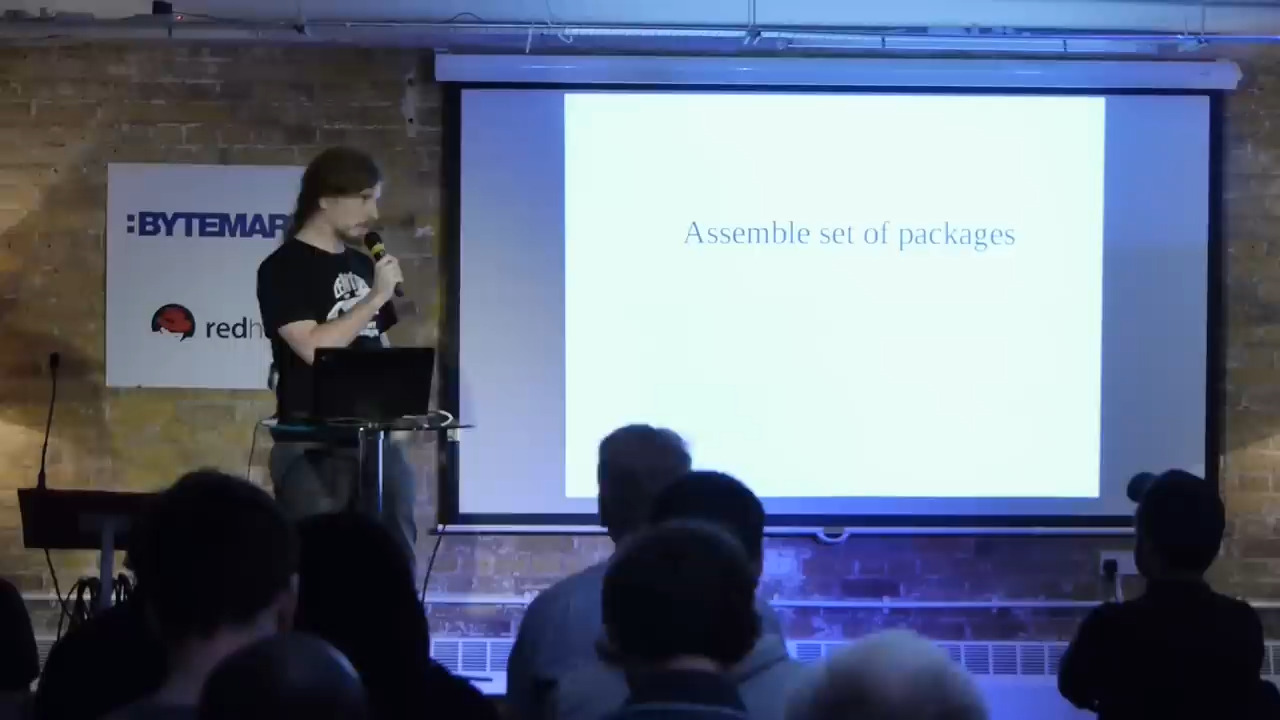 :BYTEMAR
redh
Assemble set of packages